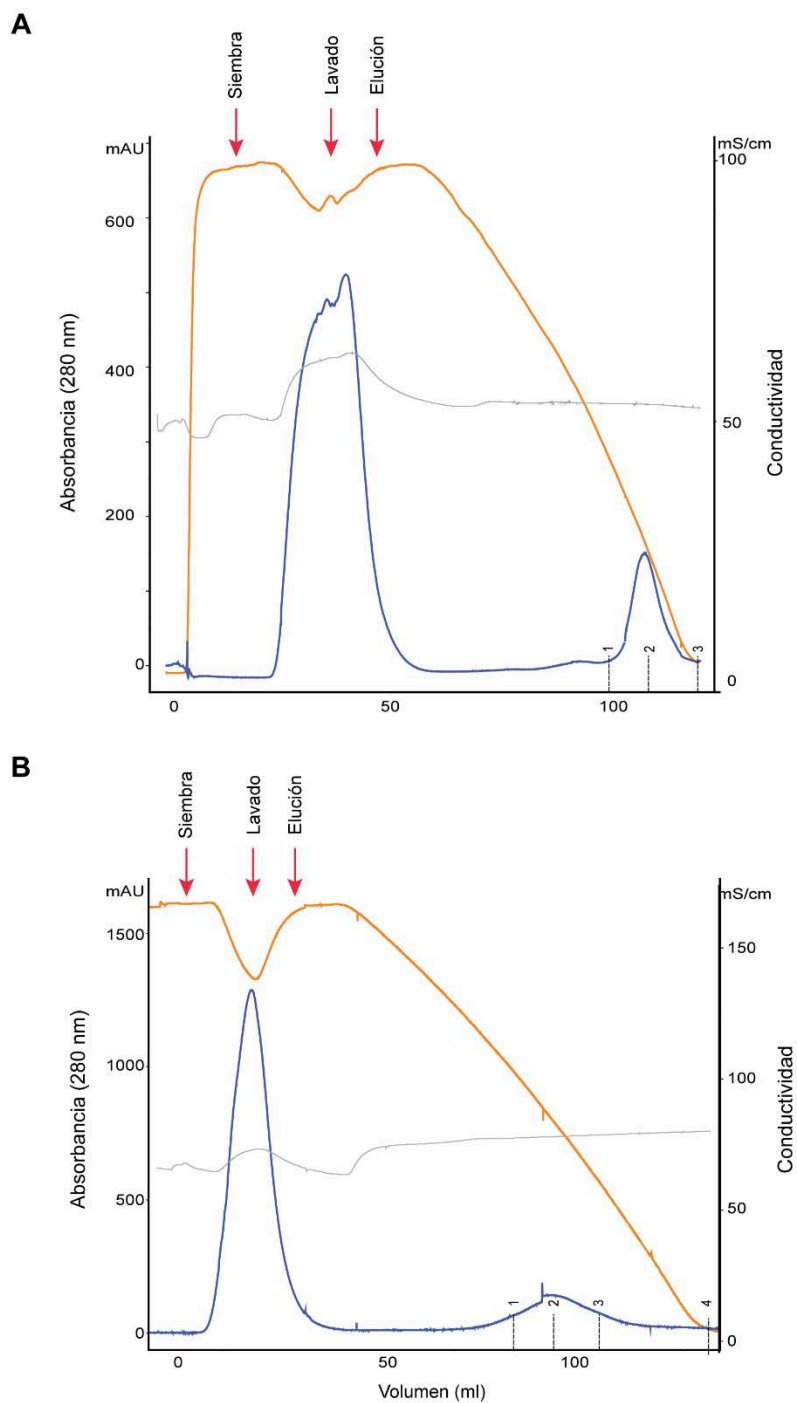 A
Siembra
Lavado
Elución
mAU
mS/cm
100
600
400
50
200
0
0
Absorbancia (280 nm)
Conductividad
1
2
3
0
50
100
B
Siembra
Lavado
Elución
mAU
mS/cm
1500
150
1000
100
500
50
0
0
Absorbancia (280 nm)
Conductividad
1
2
3
4
0
50
100
Volumen (ml)